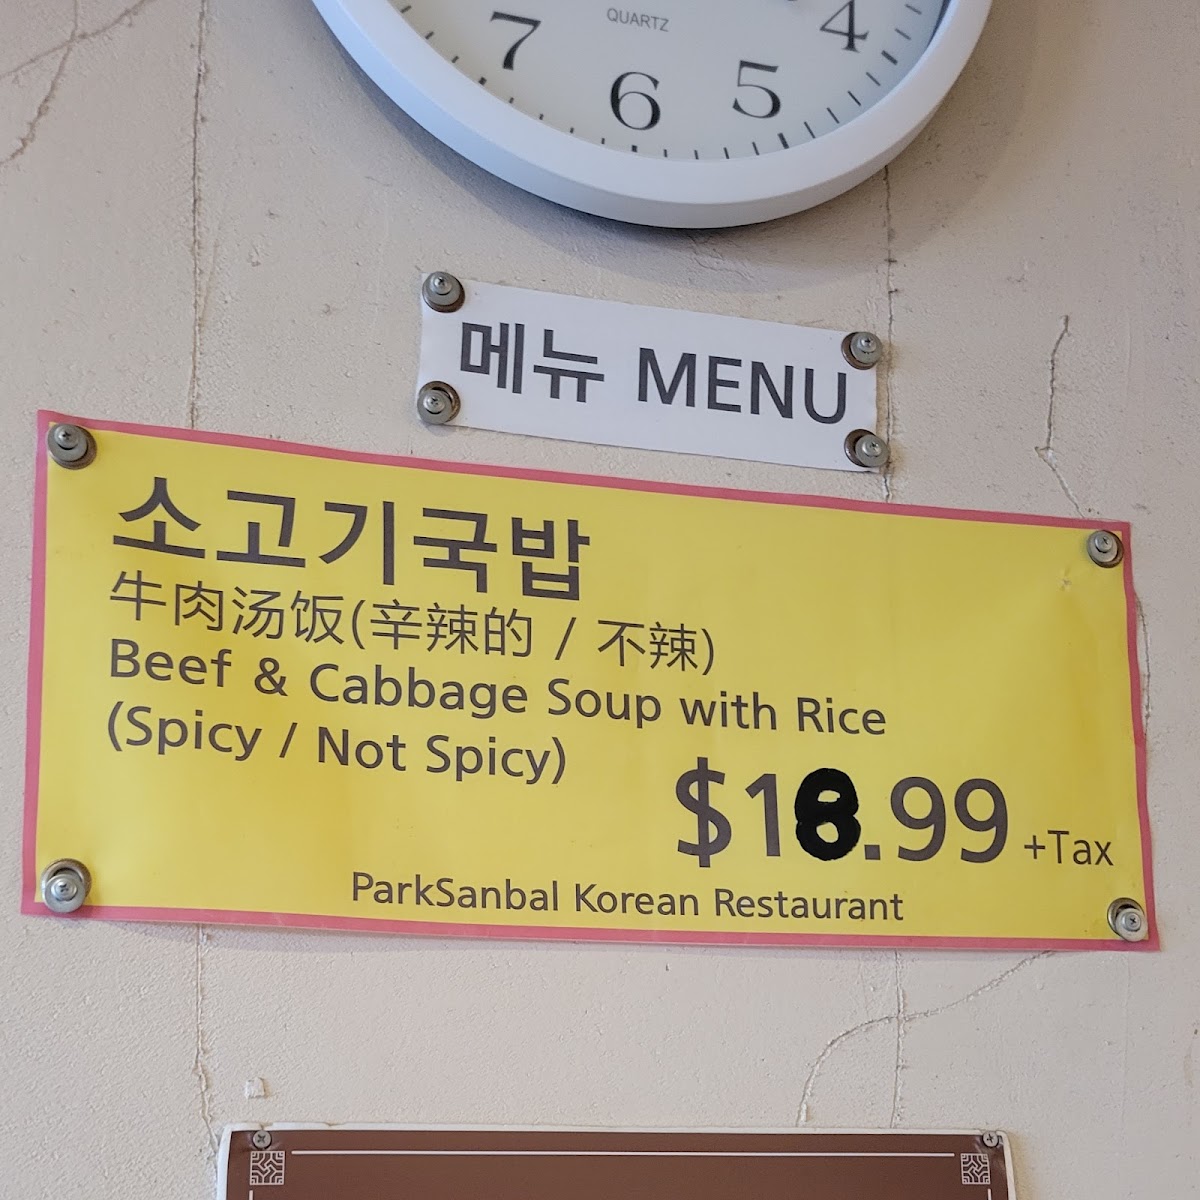 QUARTZ
7 6 5 4
메뉴 MENU
소고기국밥
牛肉汤饭(辛辣的 / 不辣)
Beef & Cabbage Soup with Rice
(Spicy / Not Spicy)
$18.99 +Tax
ParkSanbal Korean Restaurant